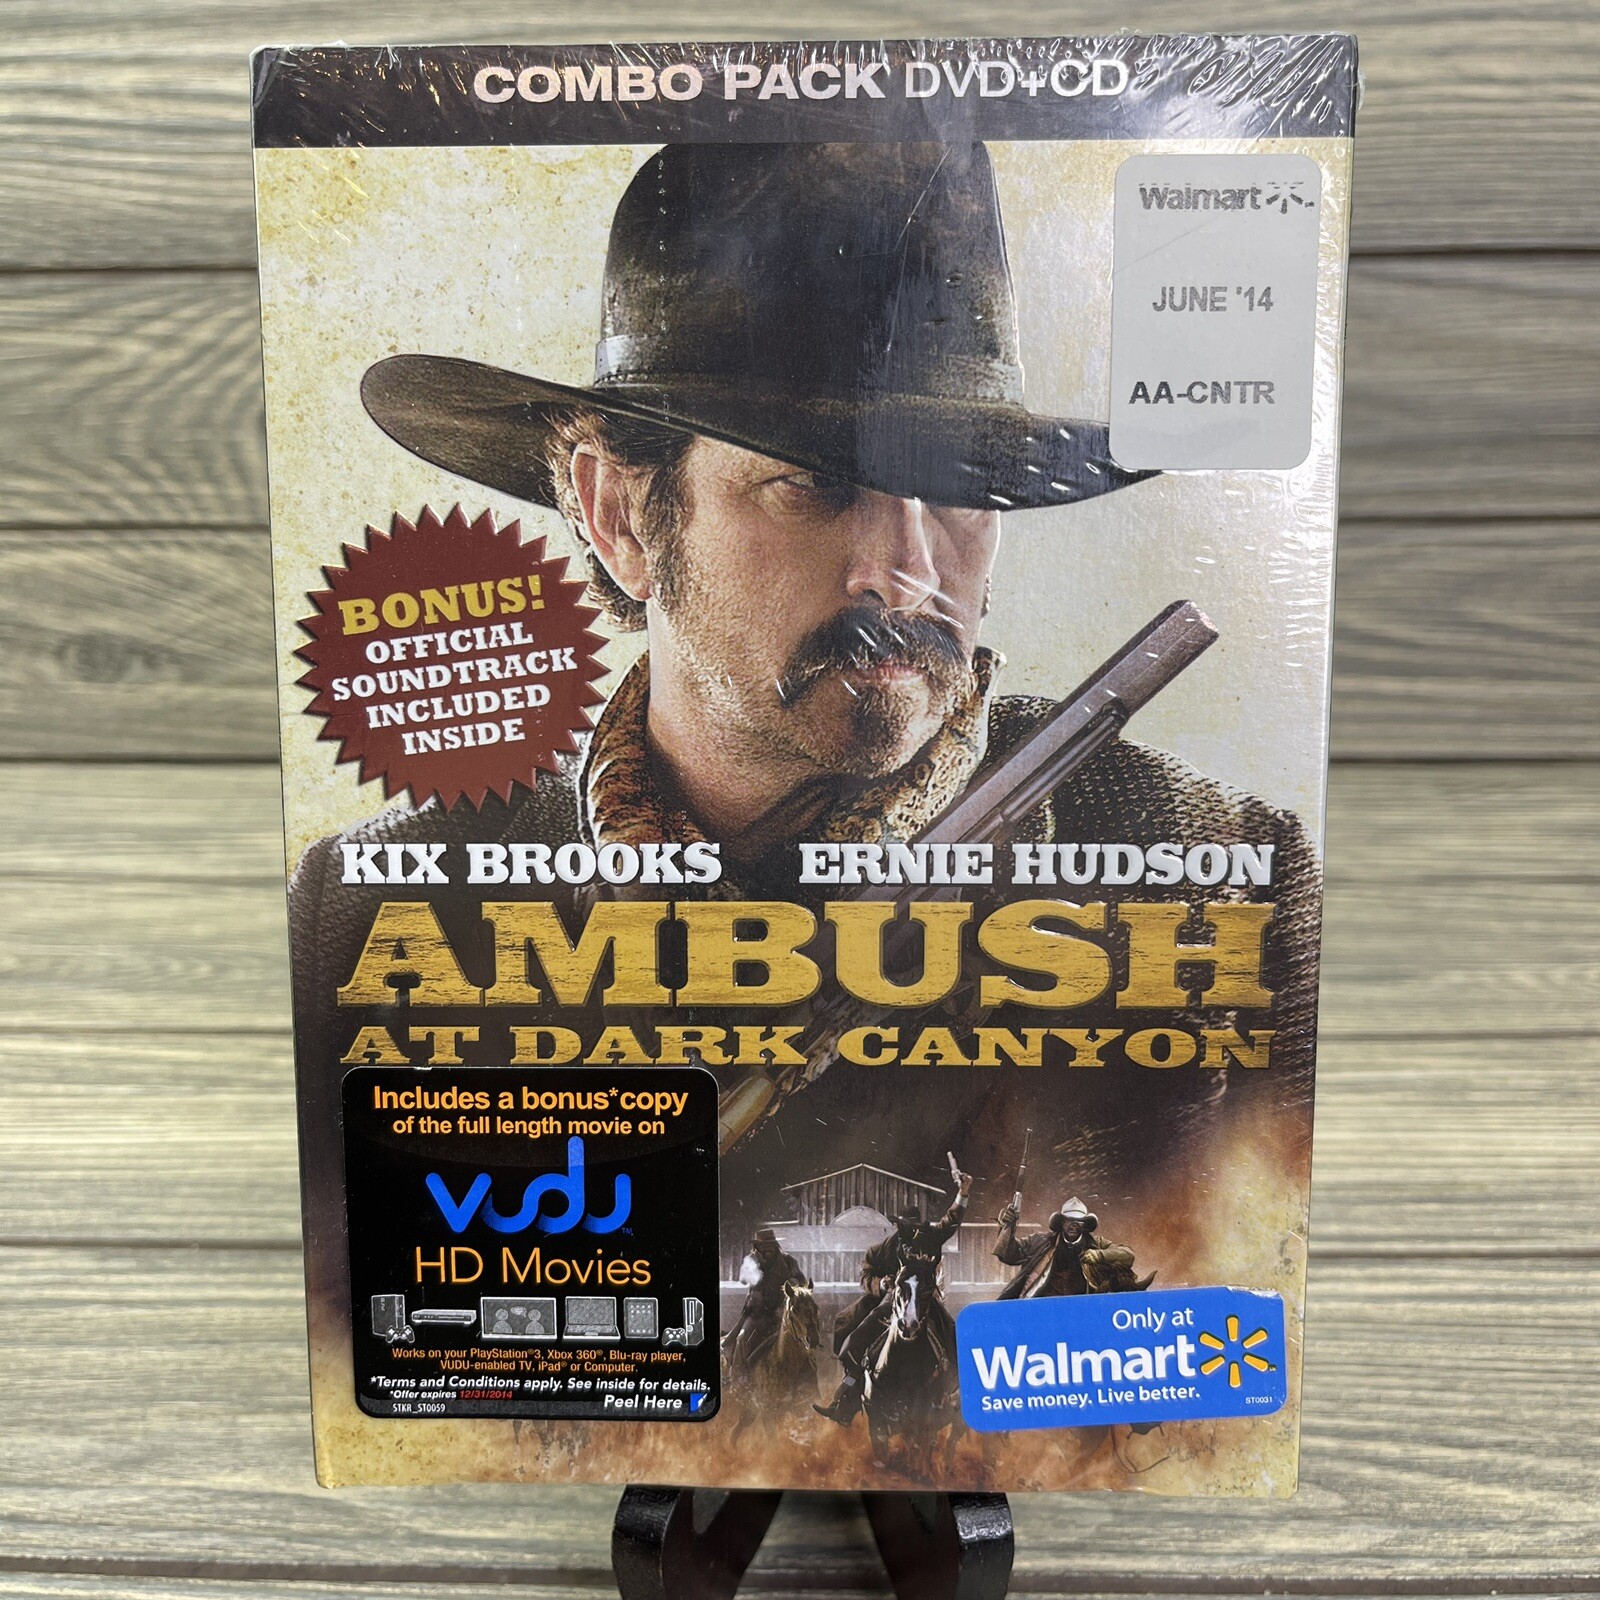 COMBO PACK DVD+CD
Walmart
JUNE '14
AA-CNTR
BONUS!
OFFICIAL
SOUNDTRACK
INCLUDED
INSIDE
KIX BROOKS ERNIE HUDSON
AMBUSH
AT DARK CANYON
Includes a bonus*copy
of the full length movie on
vudu TM
HD Movies
Works on your PlayStation®3, Xbox 360®, Blu-ray player,
VUDU-enabled TV, iPad® or Computer.
*Terms and Conditions apply. See inside for details.
*Offer expires 12/31/2014
STKR_ST0059
Peel Here
Only at
Walmart
Save money. Live better.
ST0031